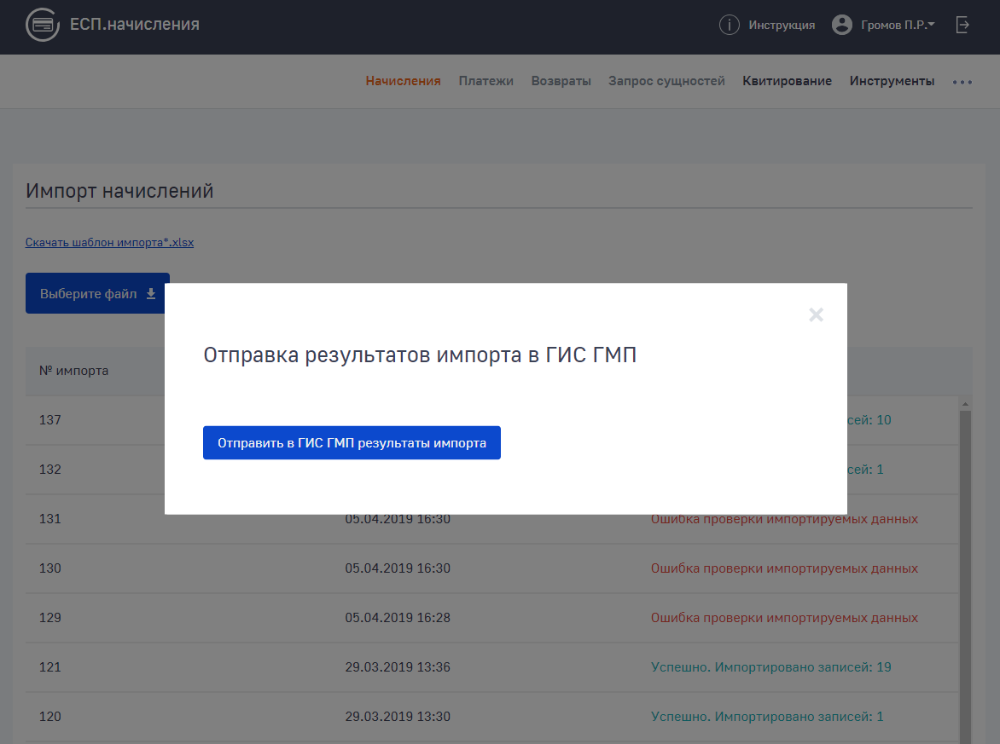 ЕСП.начисления
Инструкция
Громов П.Р.
Начисления Платежи Возвраты Запрос сущностей Квитирование Инструменты
Импорт начислений
Скачать шаблон импорта*.xlsx
Выберите файл
Отправка результатов импорта в ГИС ГМП
Отправить в ГИС ГМП результаты импорта
№ импорта
137 сей: 10
132 сей: 1
131 05.04.2019 16:30 Ошибка проверки импортируемых данных
130 05.04.2019 16:30 Ошибка проверки импортируемых данных
129 05.04.2019 16:28 Ошибка проверки импортируемых данных
121 29.03.2019 13:36 Успешно. Импортировано записей: 19
120 29.03.2019 13:30 Успешно. Импортировано записей: 1